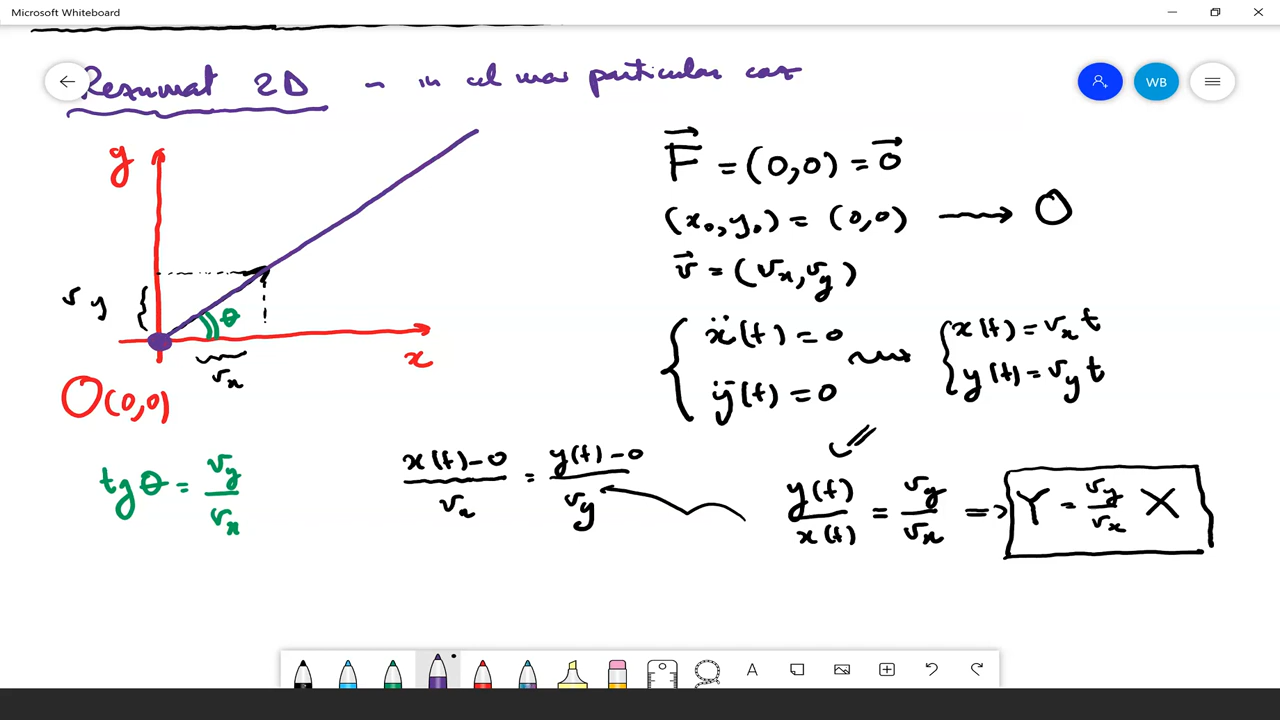 Microsoft Whiteboard
Rezumat 2D ~ in cel mai particular caz
WB
y
v y
θ
vx
x
O(0,0)
F⃗ = (0,0) = 0⃗
(x₀,y₀) = (0,0) ⟶ O
v⃗ = (vx,vy)
{ ẍ(t) = 0
ÿ(t) = 0
{ x(t) = vx t
y(t) = vy t
tg θ = vy/vx
(x(t)-0)/vx = (y(t)-0)/vy
y(t)/x(t) = vy/vx => Y = vy/vx X
A